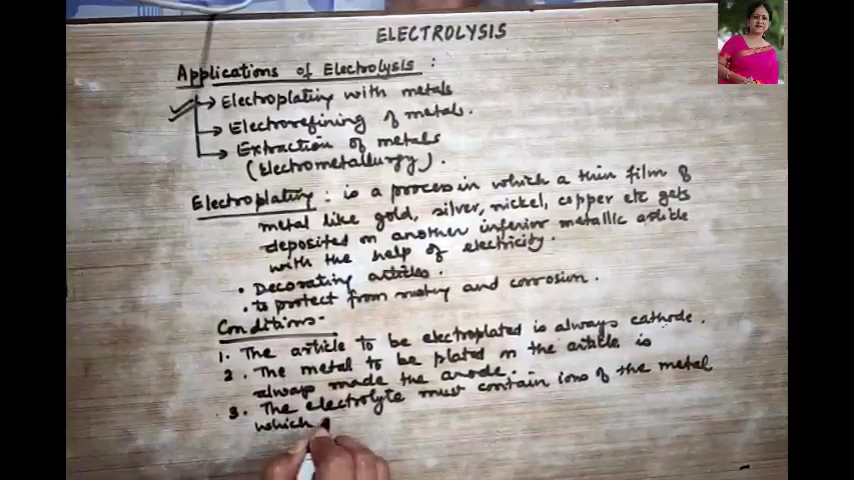 ELECTROLYSIS
Applications of Electrolysis :
→ Electroplating with metals
→ Electrorefining of metals.
→ Extraction of metals
(Electrometallurgy).
Electroplating : is a process in which a thin film of
metal like gold, silver, nickel, copper etc gets
deposited on another inferior metallic article
with the help of electricity.
• Decorating articles.
• to protect from rusting and corrosion.
Conditions-
1. The article to be electroplated is always cathode.
2. The metal to be plated on the article is
always made the anode.
3. The electrolyte must contain ions of the metal
which